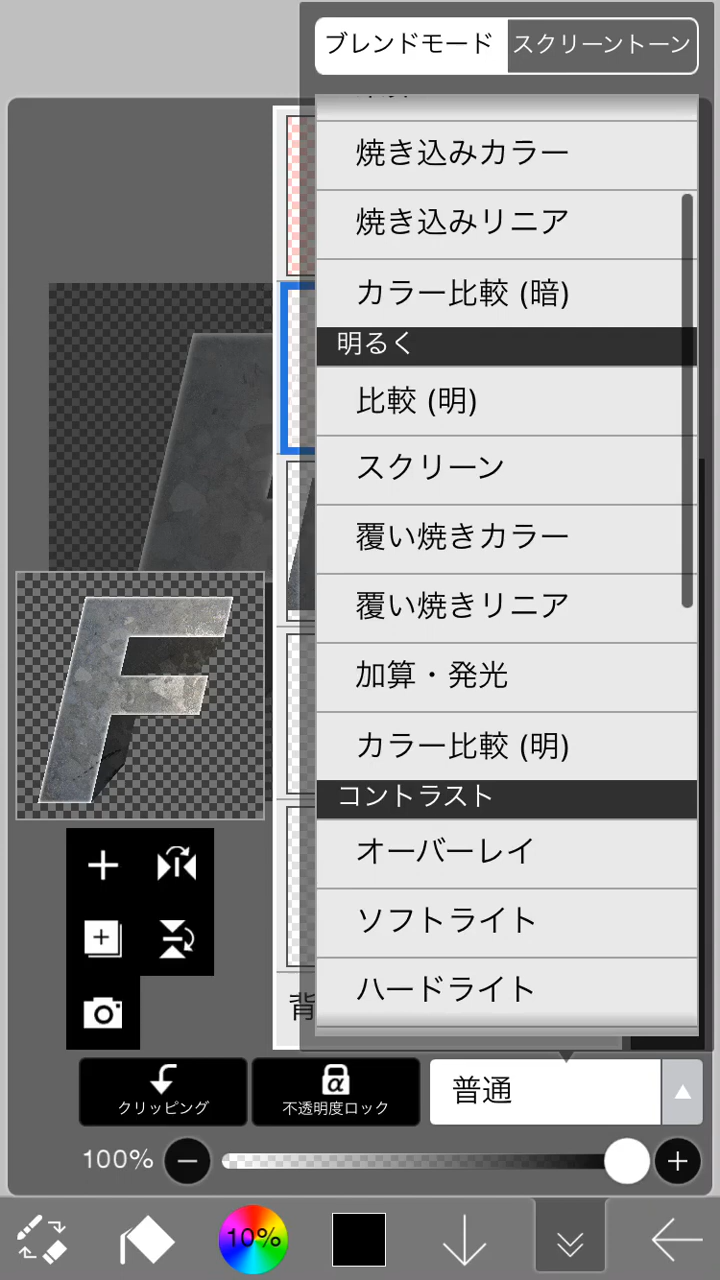 ブレンドモード
スクリーントーン
焼き込みカラー
焼き込みリニア
カラー比較 (暗)
明るく
比較 (明)
スクリーン
覆い焼きカラー
覆い焼きリニア
加算・発光
カラー比較 (明)
コントラスト
オーバーレイ
ソフトライト
ハードライト
背
クリッピング
α
不透明度ロック
普通
100%
10%